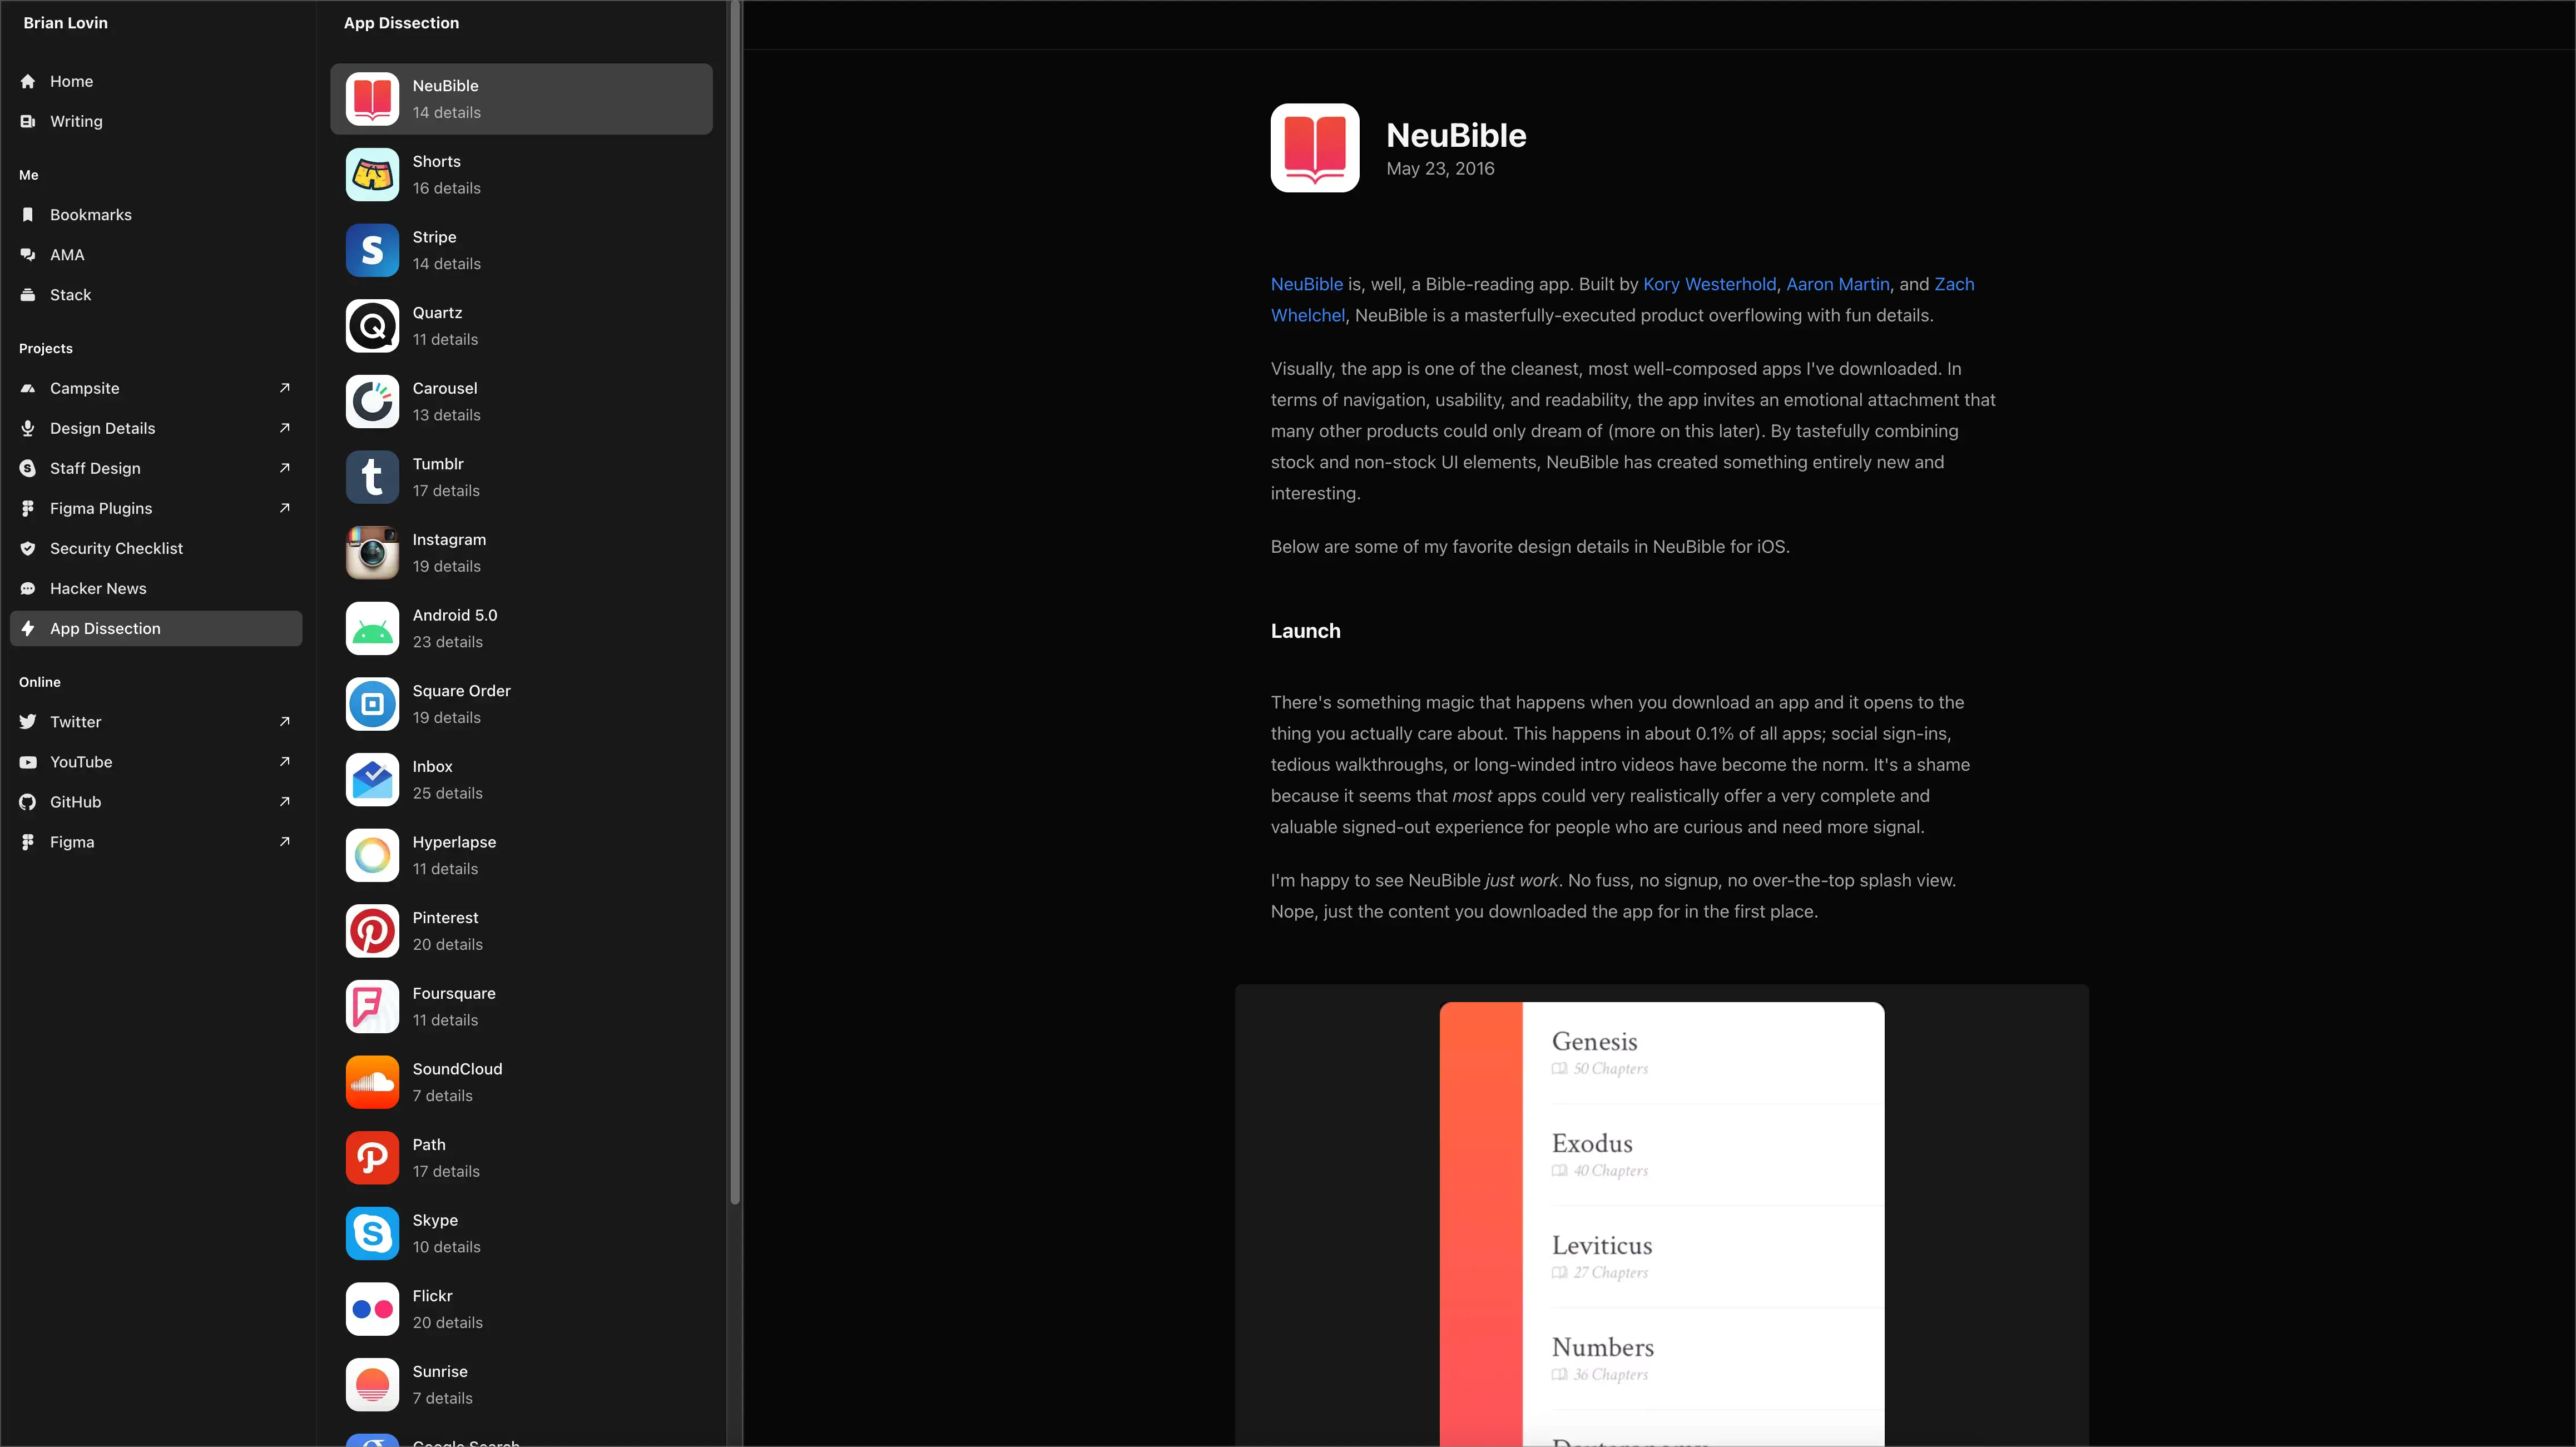 Brian Lovin
Home
Writing
Me
Bookmarks
AMA
Stack
Projects
Campsite
Design Details
Staff Design
Figma Plugins
Security Checklist
Hacker News
App Dissection
Online
Twitter
YouTube
GitHub
Figma
App Dissection
NeuBible
14 details
Shorts
16 details
Stripe
14 details
Quartz
11 details
Carousel
13 details
Tumblr
17 details
Instagram
19 details
Android 5.0
23 details
Square Order
19 details
Inbox
25 details
Hyperlapse
11 details
Pinterest
20 details
Foursquare
11 details
SoundCloud
7 details
Path
17 details
Skype
10 details
Flickr
20 details
Sunrise
7 details
Google Search
NeuBible
May 23, 2016
NeuBible is, well, a Bible-reading app. Built by Kory Westerhold, Aaron Martin, and Zach
Whelchel, NeuBible is a masterfully-executed product overflowing with fun details.
Visually, the app is one of the cleanest, most well-composed apps I've downloaded. In
terms of navigation, usability, and readability, the app invites an emotional attachment that
many other products could only dream of (more on this later). By tastefully combining
stock and non-stock UI elements, NeuBible has created something entirely new and
interesting.
Below are some of my favorite design details in NeuBible for iOS.
Launch
There's something magic that happens when you download an app and it opens to the
thing you actually care about. This happens in about 0.1% of all apps; social sign-ins,
tedious walkthroughs, or long-winded intro videos have become the norm. It's a shame
because it seems that most apps could very realistically offer a very complete and
valuable signed-out experience for people who are curious and need more signal.
I'm happy to see NeuBible just work. No fuss, no signup, no over-the-top splash view.
Nope, just the content you downloaded the app for in the first place.
Genesis
50 Chapters
Exodus
40 Chapters
Leviticus
27 Chapters
Numbers
36 Chapters